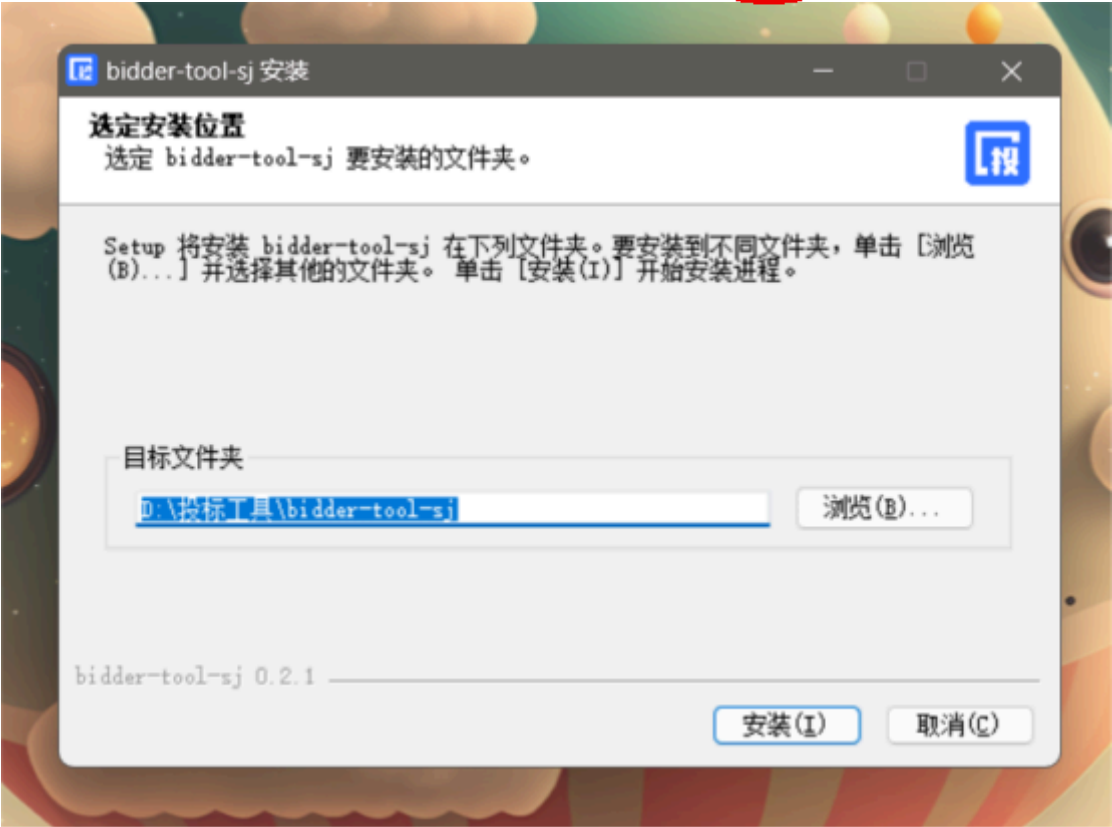 bidder-tool-sj 安装
选定安装位置
选定 bidder-tool-sj 要安装的文件夹。
投
Setup 将安装 bidder-tool-sj 在下列文件夹。要安装到不同文件夹，单击 [浏览
(B)...] 并选择其他的文件夹。 单击 [安装(I)] 开始安装进程。
目标文件夹
D:\投标工具\bidder-tool-sj
浏览(B)...
bidder-tool-sj 0.2.1
安装(I)
取消(C)